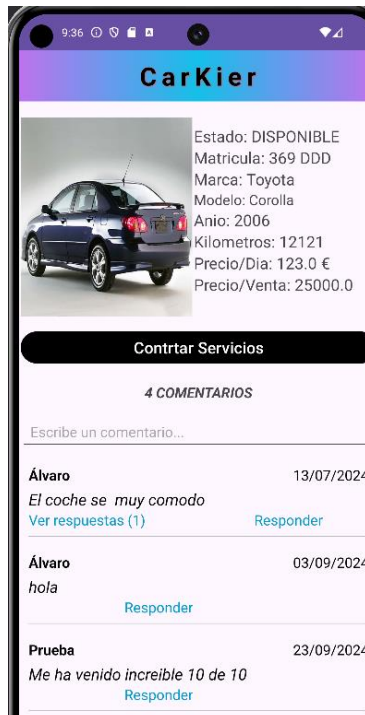 9:36
CarKier
Estado: DISPONIBLE
Matricula: 369 DDD
Marca: Toyota
Modelo: Corolla
Anio: 2006
Kilometros: 12121
Precio/Dia: 123.0 €
Precio/Venta: 25000.0
Contrtar Servicios
4 COMENTARIOS
Escribe un comentario...
Álvaro 13/07/2024
El coche se muy comodo
Ver respuestas (1) Responder
Álvaro 03/09/2024
hola
Responder
Prueba 23/09/2024
Me ha venido increible 10 de 10
Responder